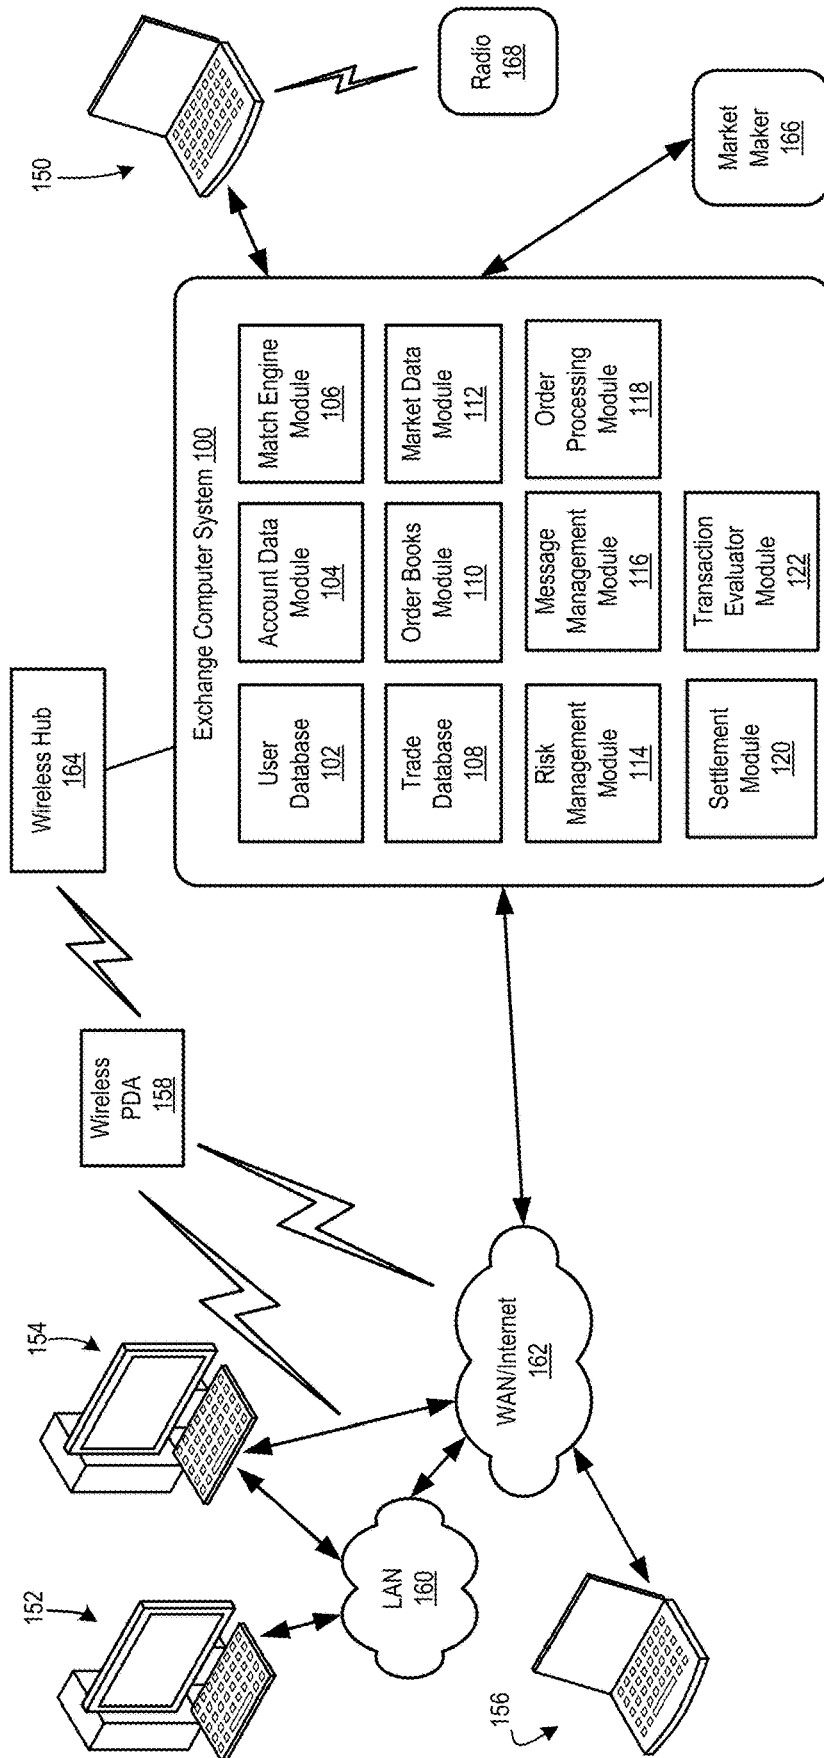 152
154
Wireless
PDA
158
Wireless Hub
164
150
Radio
168
Exchange Computer System 100
User
Database
102
Account Data
Module
104
Match Engine
Module
106
Trade
Database
108
Order Books
Module
110
Market Data
Module
112
Risk
Management
Module
114
Message
Management
Module
116
Order
Processing
Module
118
Settlement
Module
120
Transaction
Evaluator
Module
122
Market
Maker
166
LAN
160
WAN/Internet
162
156